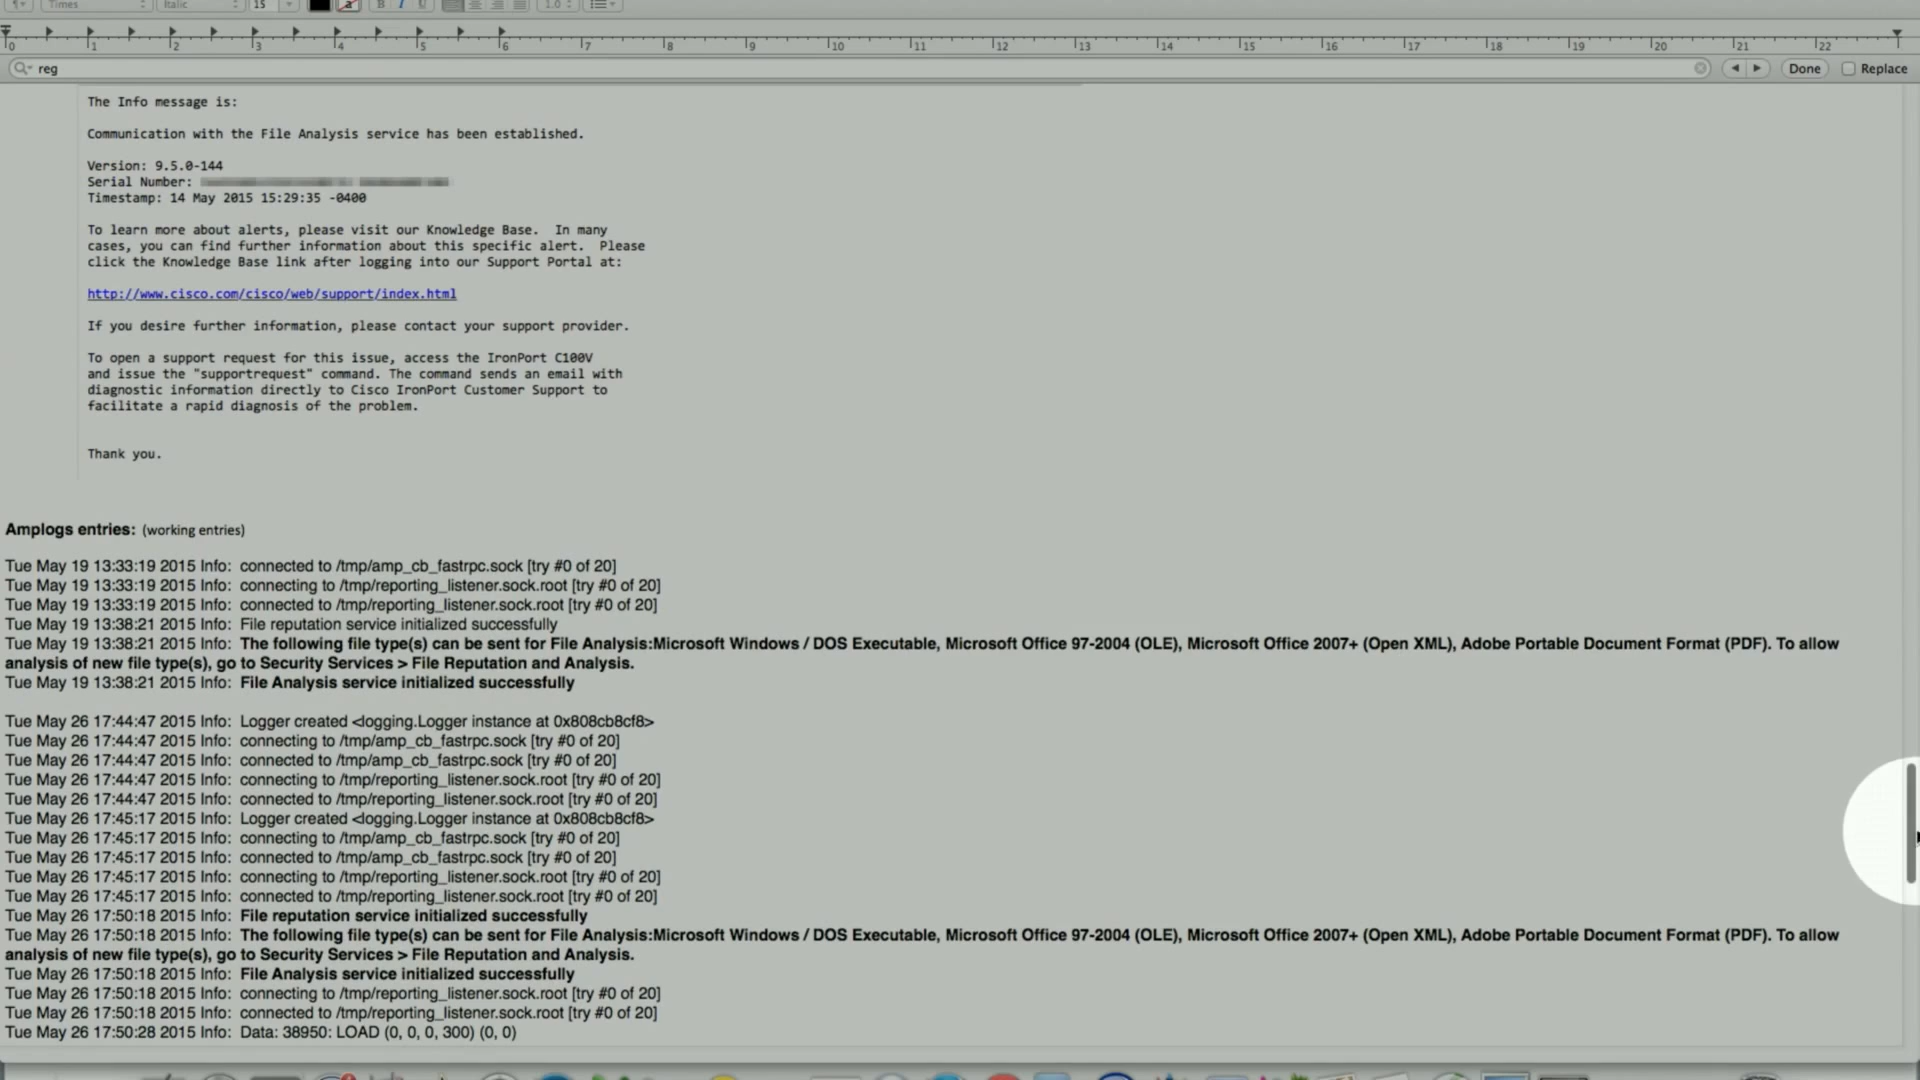 Times Italic 15 a B I U 1.0
0 1 2 3 4 5 6 7 8 9 10 11 12 13 14 15 16 17 18 19 20 21 22
reg Done Replace
The Info message is:
Communication with the File Analysis service has been established.
Version: 9.5.0-144
Serial Number:
Timestamp: 14 May 2015 15:29:35 -0400
To learn more about alerts, please visit our Knowledge Base.  In many
cases, you can find further information about this specific alert.  Please
click the Knowledge Base link after logging into our Support Portal at:
http://www.cisco.com/cisco/web/support/index.html
If you desire further information, please contact your support provider.
To open a support request for this issue, access the IronPort C100V
and issue the "supportrequest" command. The command sends an email with
diagnostic information directly to Cisco IronPort Customer Support to
facilitate a rapid diagnosis of the problem.
Thank you.
Amplogs entries: (working entries)
Tue May 19 13:33:19 2015 Info: connected to /tmp/amp_cb_fastrpc.sock [try #0 of 20]
Tue May 19 13:33:19 2015 Info: connecting to /tmp/reporting_listener.sock.root [try #0 of 20]
Tue May 19 13:33:19 2015 Info: connected to /tmp/reporting_listener.sock.root [try #0 of 20]
Tue May 19 13:38:21 2015 Info: File reputation service initialized successfully
Tue May 19 13:38:21 2015 Info: The following file type(s) can be sent for File Analysis:Microsoft Windows / DOS Executable, Microsoft Office 97-2004 (OLE), Microsoft Office 2007+ (Open XML), Adobe Portable Document Format (PDF). To allow
analysis of new file type(s), go to Security Services > File Reputation and Analysis.
Tue May 19 13:38:21 2015 Info: File Analysis service initialized successfully
Tue May 26 17:44:47 2015 Info: Logger created <logging.Logger instance at 0x808cb8cf8>
Tue May 26 17:44:47 2015 Info: connecting to /tmp/amp_cb_fastrpc.sock [try #0 of 20]
Tue May 26 17:44:47 2015 Info: connected to /tmp/amp_cb_fastrpc.sock [try #0 of 20]
Tue May 26 17:44:47 2015 Info: connecting to /tmp/reporting_listener.sock.root [try #0 of 20]
Tue May 26 17:44:47 2015 Info: connected to /tmp/reporting_listener.sock.root [try #0 of 20]
Tue May 26 17:45:17 2015 Info: Logger created <logging.Logger instance at 0x808cb8cf8>
Tue May 26 17:45:17 2015 Info: connecting to /tmp/amp_cb_fastrpc.sock [try #0 of 20]
Tue May 26 17:45:17 2015 Info: connected to /tmp/amp_cb_fastrpc.sock [try #0 of 20]
Tue May 26 17:45:17 2015 Info: connecting to /tmp/reporting_listener.sock.root [try #0 of 20]
Tue May 26 17:45:17 2015 Info: connected to /tmp/reporting_listener.sock.root [try #0 of 20]
Tue May 26 17:50:18 2015 Info: File reputation service initialized successfully
Tue May 26 17:50:18 2015 Info: The following file type(s) can be sent for File Analysis:Microsoft Windows / DOS Executable, Microsoft Office 97-2004 (OLE), Microsoft Office 2007+ (Open XML), Adobe Portable Document Format (PDF). To allow
analysis of new file type(s), go to Security Services > File Reputation and Analysis.
Tue May 26 17:50:18 2015 Info: File Analysis service initialized successfully
Tue May 26 17:50:18 2015 Info: connecting to /tmp/reporting_listener.sock.root [try #0 of 20]
Tue May 26 17:50:18 2015 Info: connected to /tmp/reporting_listener.sock.root [try #0 of 20]
Tue May 26 17:50:28 2015 Info: Data: 38950: LOAD (0, 0, 0, 300) (0, 0)